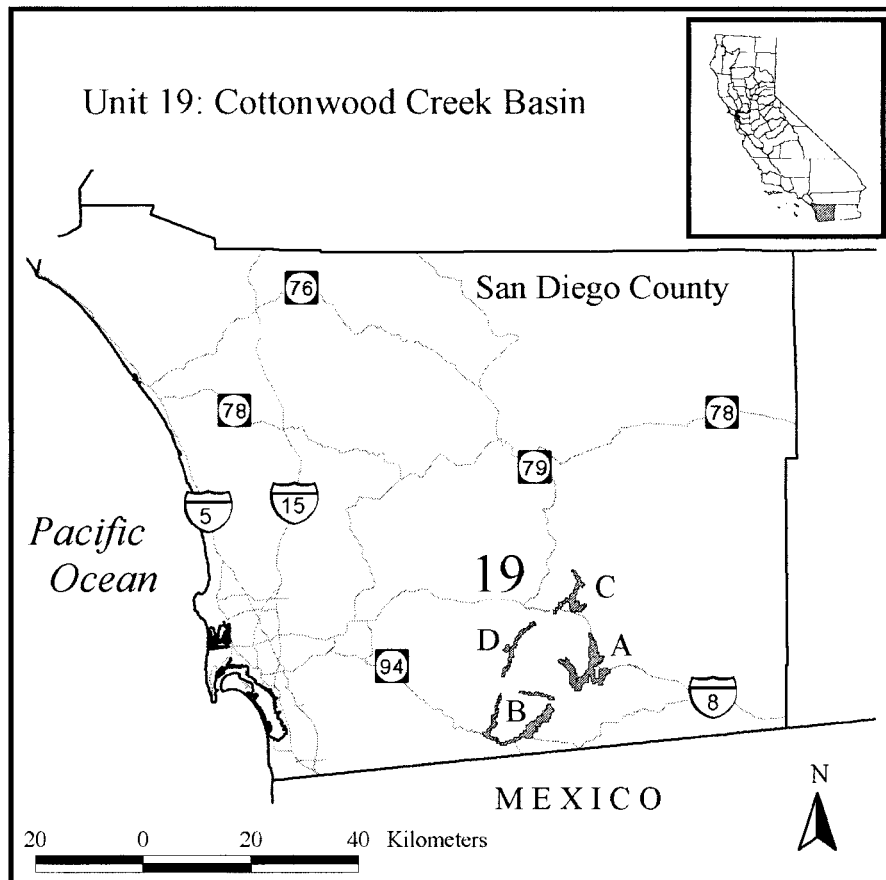 Unit 19: Cottonwood Creek Basin
San Diego County
76
78
78
79
5
15
Pacific
Ocean
19
C
D
A
94
B
8
MEXICO
N
20 0 20 40 Kilometers